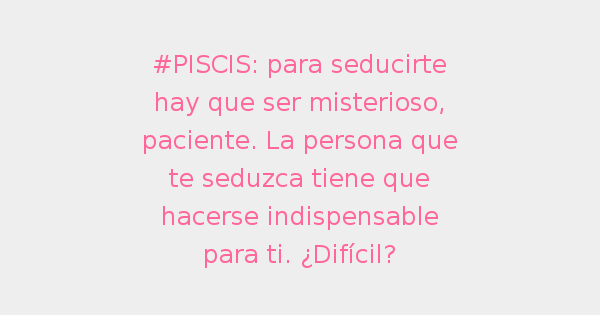 #PISCIS: para seducirte
hay que ser misterioso,
paciente. La persona que
te seduzca tiene que
hacerse indispensable
para ti. ¿Difícil?